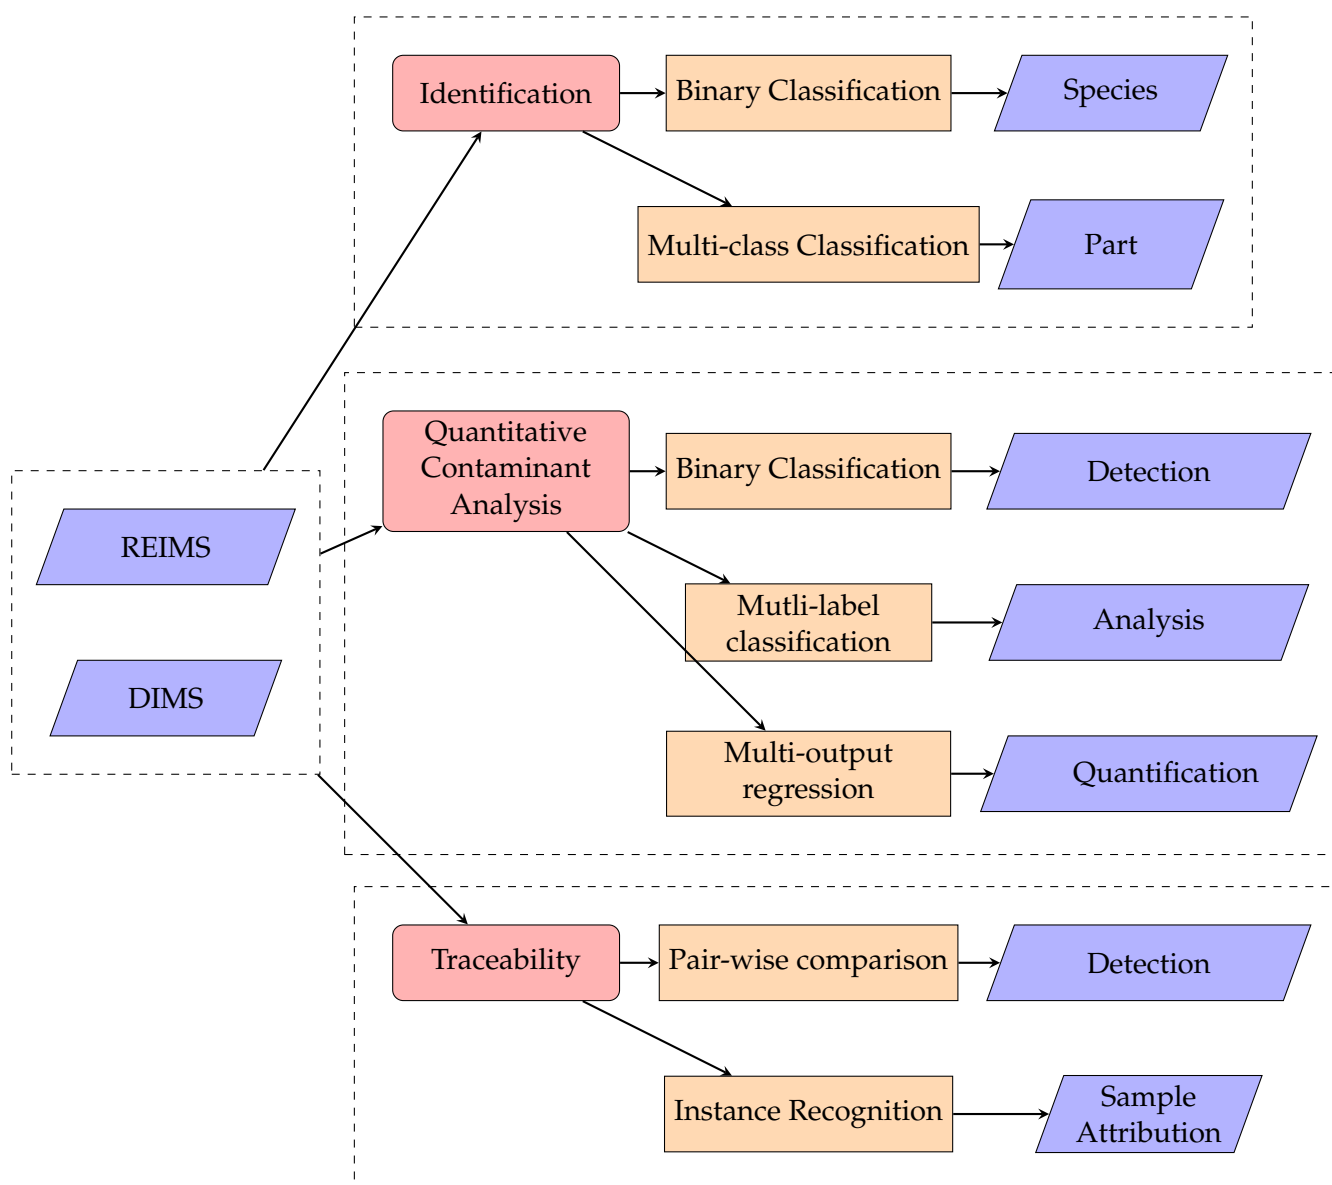 Identification
Binary Classification
Species
Multi-class Classification
Part
Quantitative
Contaminant
Analysis
Binary Classification
Detection
REIMS
Mutli-label
classification
Analysis
DIMS
Multi-output
regression
Quantification
Traceability
Pair-wise comparison
Detection
Instance Recognition
Sample
Attribution